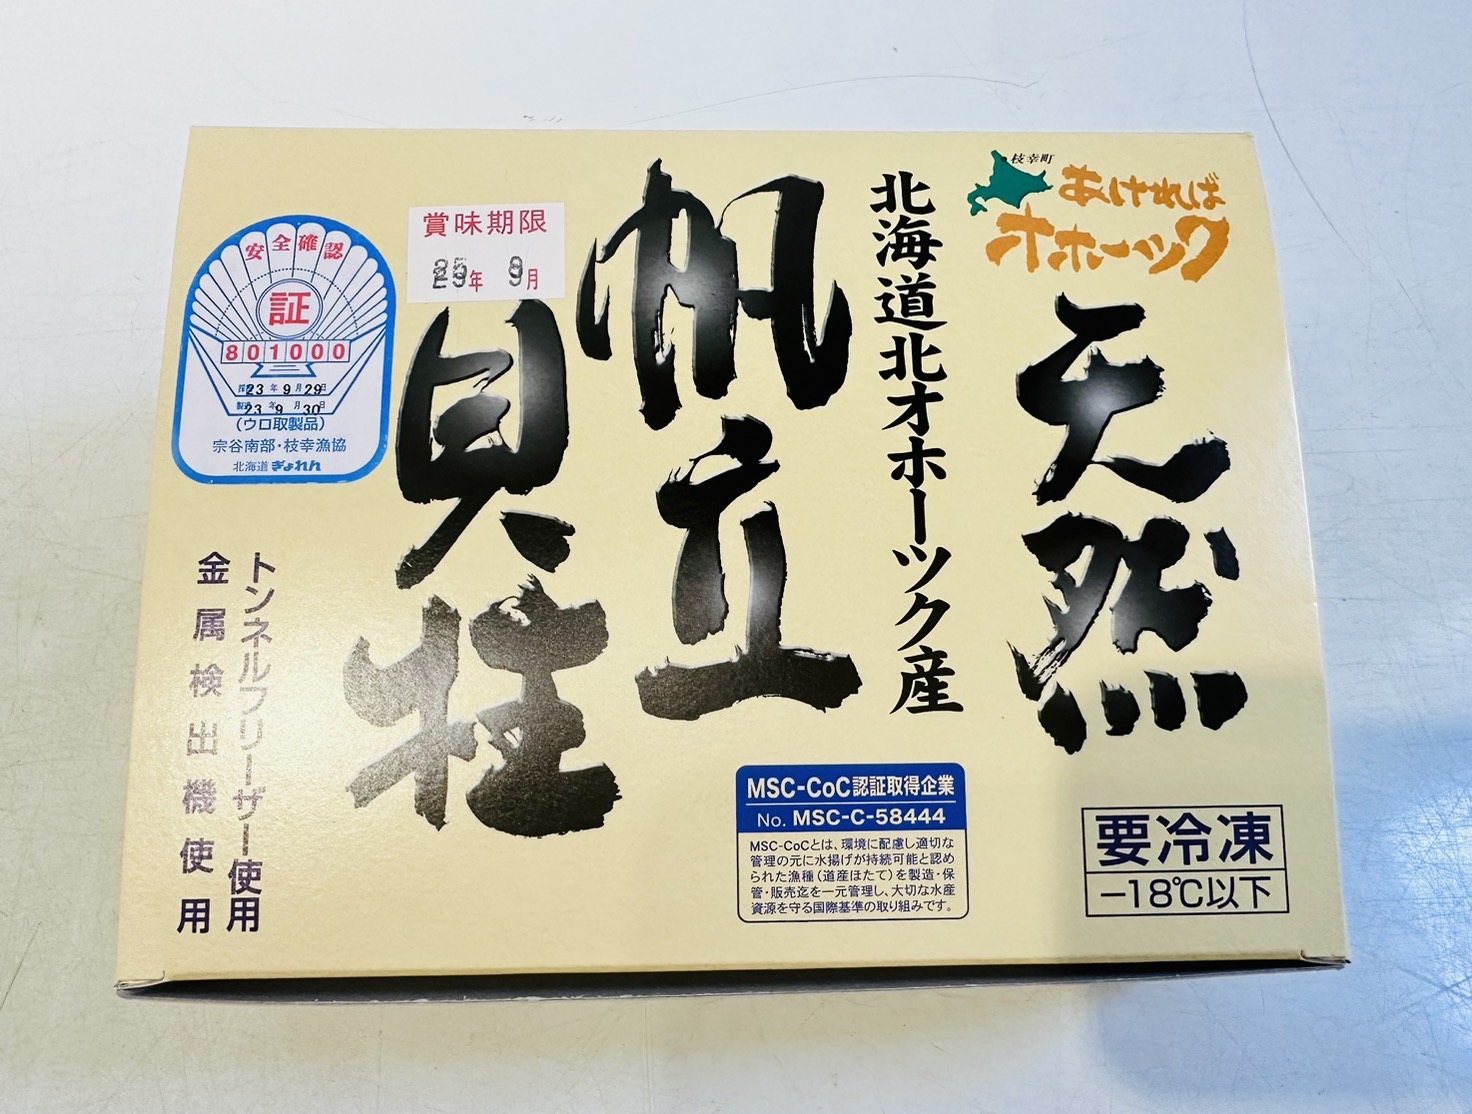 枝幸町
あければ
オホーツク
天然
北海道北オホーツク産
帆立
貝柱
賞味期限
年 9月
安全確認
証
801000
採 23年9月29日
製造 23年9月30日
(ウロ取製品)
宗谷南部・枝幸漁協
北海道ぎょれん
トンネルフリーザー使用
金属検出機使用
MSC-CoC認証取得企業
No. MSC-C-58444
MSC-CoCとは、環境に配慮し適切な
管理の元に水揚げが持続可能と認め
られた漁種(道産ほたて)を製造・保
管・販売迄を一元管理し、大切な水産
資源を守る国際基準の取り組みです。
要冷凍
-18℃以下